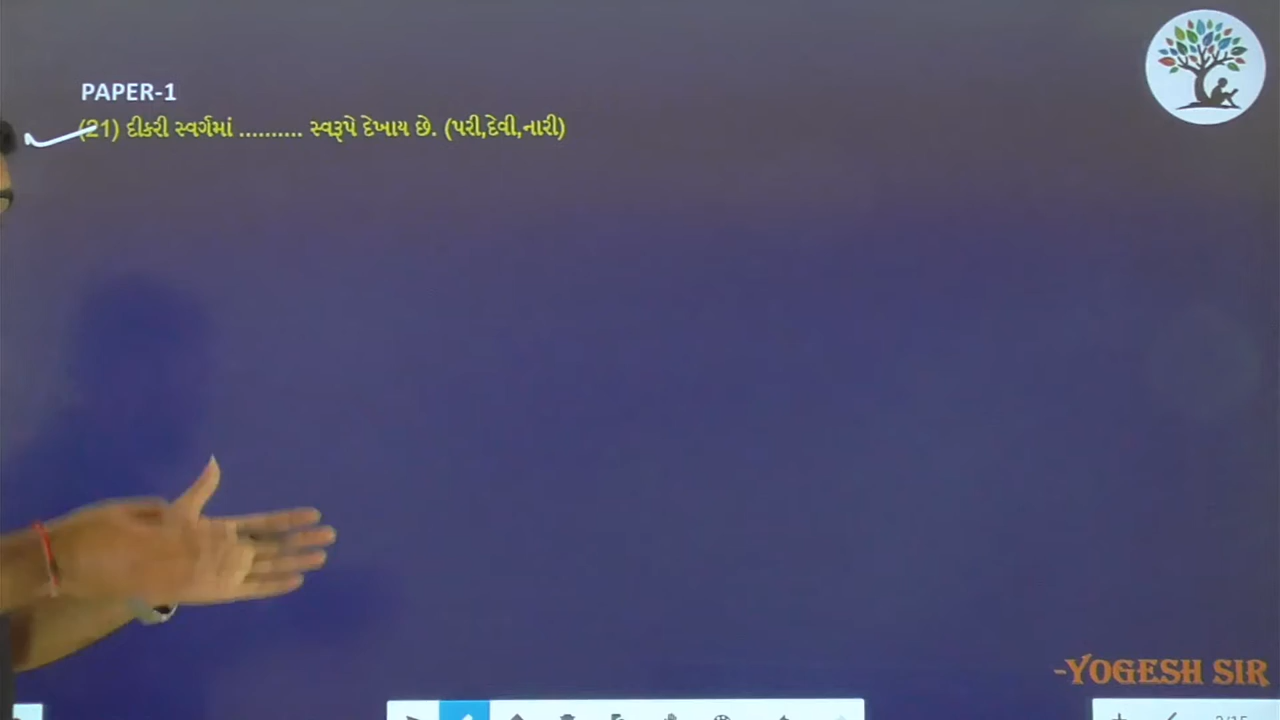 PAPER-1
(21) દીકરી સ્વર્ગમાં .......... સ્વરૂપે દેખાય છે. (પરી,દેવી,નારી)
-YOGESH SIR